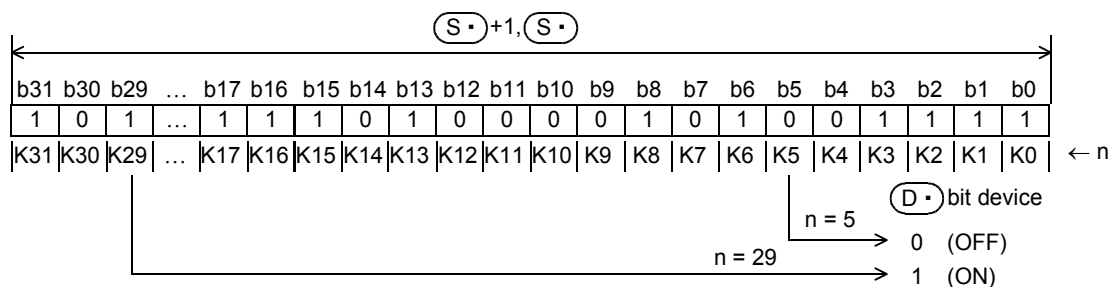 S・ +1, S・
b31 b30 b29 … b17 b16 b15 b14 b13 b12 b11 b10 b9 b8 b7 b6 b5 b4 b3 b2 b1 b0
1 0 1 … 1 1 1 0 1 0 0 0 0 1 0 1 0 0 1 1 1 1
K31 K30 K29 … K17 K16 K15 K14 K13 K12 K11 K10 K9 K8 K7 K6 K5 K4 K3 K2 K1 K0 ← n
D・ bit device
n = 5
0 (OFF)
n = 29
1 (ON)